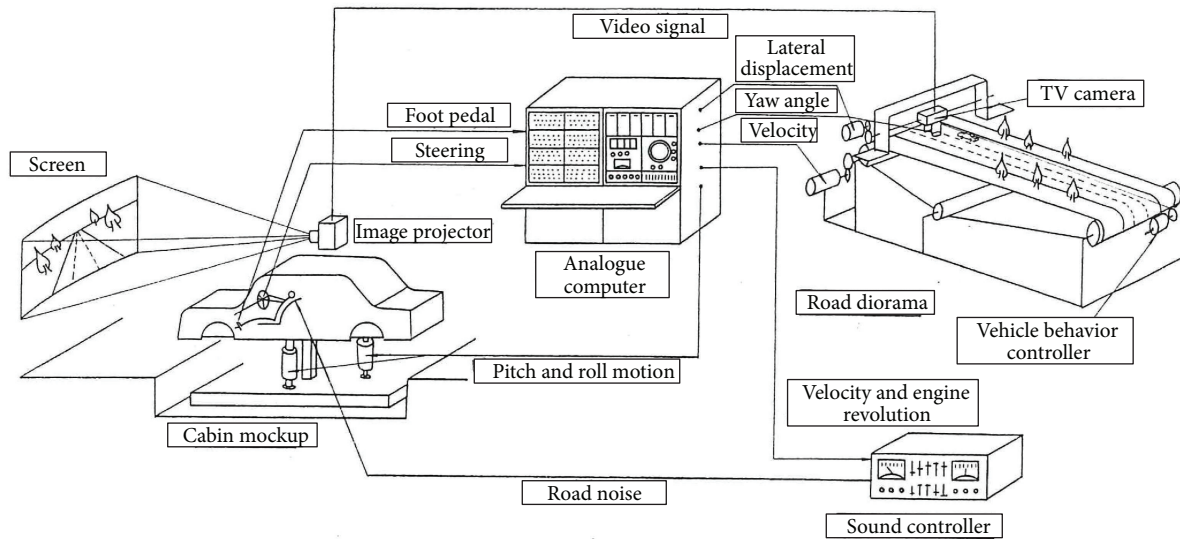 Video signal
Lateral
displacement
Yaw angle
Velocity
TV camera
Foot pedal
Steering
Screen
Image projector
Analogue
computer
Road diorama
Vehicle behavior
controller
Pitch and roll motion
Velocity and engine
revolution
Cabin mockup
Road noise
Sound controller